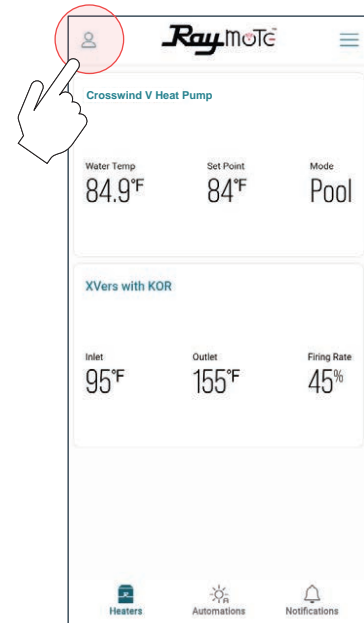 Raymote
Crosswind V Heat Pump
Water Temp Set Point Mode
84.9°F 84°F Pool
XVers with KOR
Inlet Outlet Firing Rate
95°F 155°F 45%
Heaters Automations Notifications